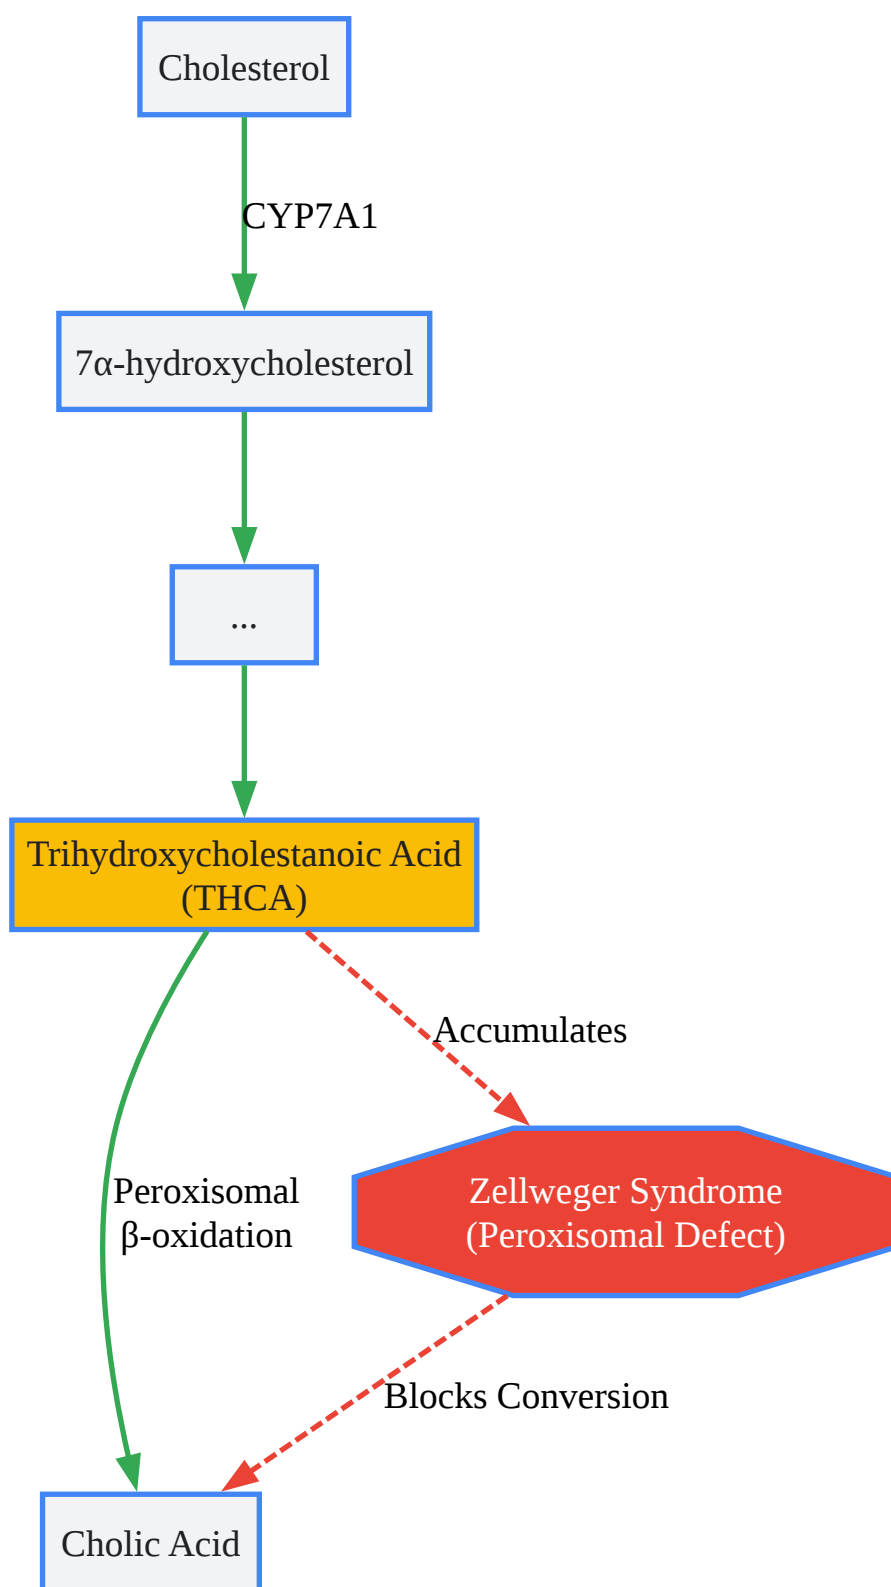 Cholesterol
CYP7A1
7α-hydroxycholesterol
...
Trihydroxycholestanoic Acid
(THCA)
Accumulates
Peroxisomal
β-oxidation
Zellweger Syndrome
(Peroxisomal Defect)
Blocks Conversion
Cholic Acid